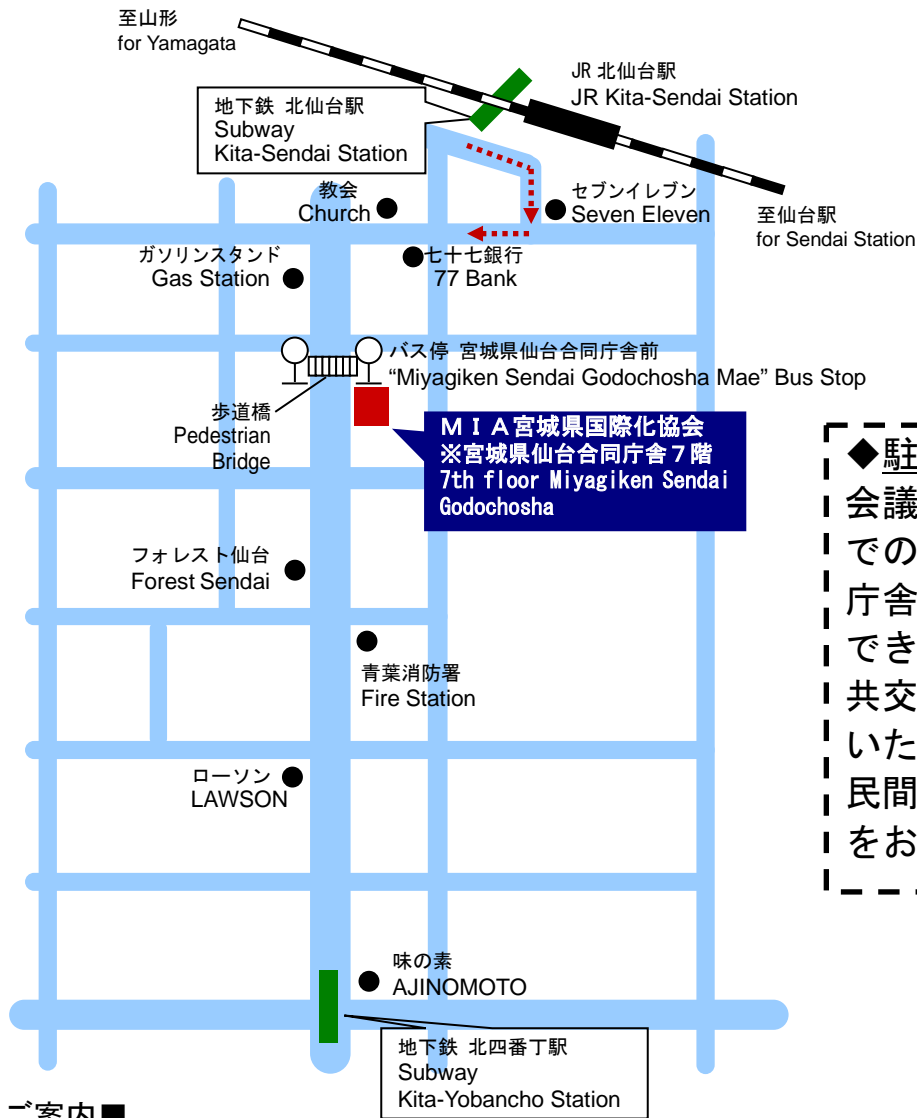 至山形
for Yamagata
JR 北仙台駅
JR Kita-Sendai Station
地下鉄 北仙台駅
Subway
Kita-Sendai Station
教会
Church
セブンイレブン
Seven Eleven
至仙台駅
for Sendai Station
ガソリンスタンド
Gas Station
七十七銀行
77 Bank
バス停 宮城県仙台合同庁舎前
“Miyagiken Sendai Godochosha Mae” Bus Stop
歩道橋
Pedestrian
Bridge
ＭＩＡ宮城県国際化協会
※宮城県仙台合同庁舎７階
7th floor Miyagiken Sendai
Godochosha
フォレスト仙台
Forest Sendai
青葉消防署
Fire Station
ローソン
LAWSON
味の素
AJINOMOTO
地下鉄 北四番丁駅
Subway
Kita-Yobancho Station
◆駐
会議
での
庁舎
でき
共交
いた
民間
をお
ご案内■